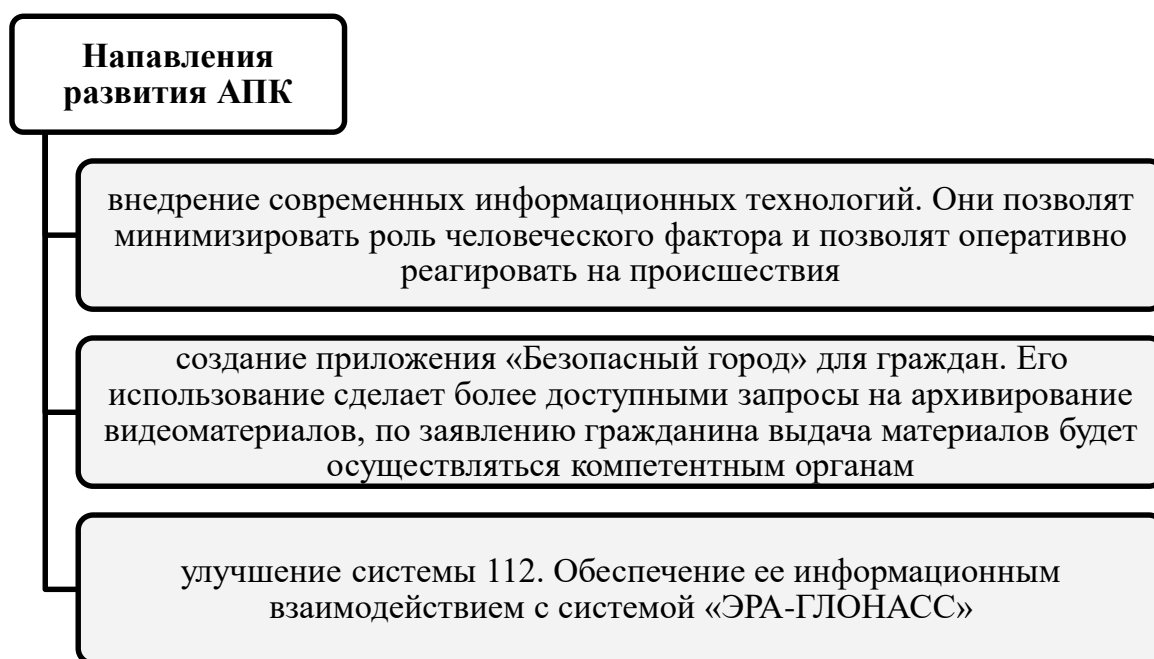 Напавления
развития АПК
внедрение современных информационных технологий. Они позволят
минимизировать роль человеческого фактора и позволят оперативно
реагировать на происшествия
создание приложения «Безопасный город» для граждан. Его
использование сделает более доступными запросы на архивирование
видеоматериалов, по заявлению гражданина выдача материалов будет
осуществляться компетентным органам
улучшение системы 112. Обеспечение ее информационным
взаимодействием с системой «ЭРА-ГЛОНАСС»